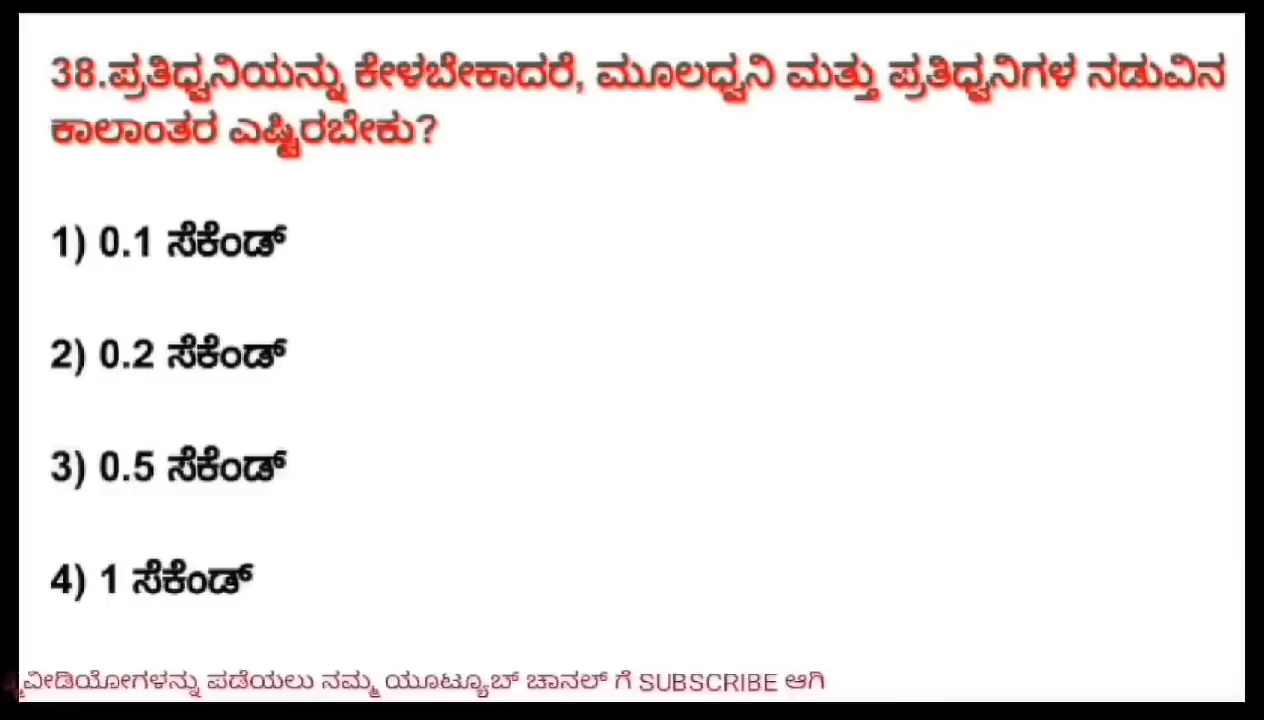 38.ಪ್ರತಿಧ್ವನಿಯನ್ನು ಕೇಳಬೇಕಾದರೆ, ಮೂಲಧ್ವನಿ ಮತ್ತು ಪ್ರತಿಧ್ವನಿಗಳ ನಡುವಿನ
ಕಾಲಾಂತರ ಎಷ್ಟಿರಬೇಕು?
1) 0.1 ಸೆಕೆಂಡ್
2) 0.2 ಸೆಕೆಂಡ್
3) 0.5 ಸೆಕೆಂಡ್
4) 1 ಸೆಕೆಂಡ್
ವೀಡಿಯೋಗಳನ್ನು ಪಡೆಯಲು ನಮ್ಮ ಯೂಟ್ಯೂಬ್ ಚಾನಲ್ ಗೆ SUBSCRIBE ಆಗಿ